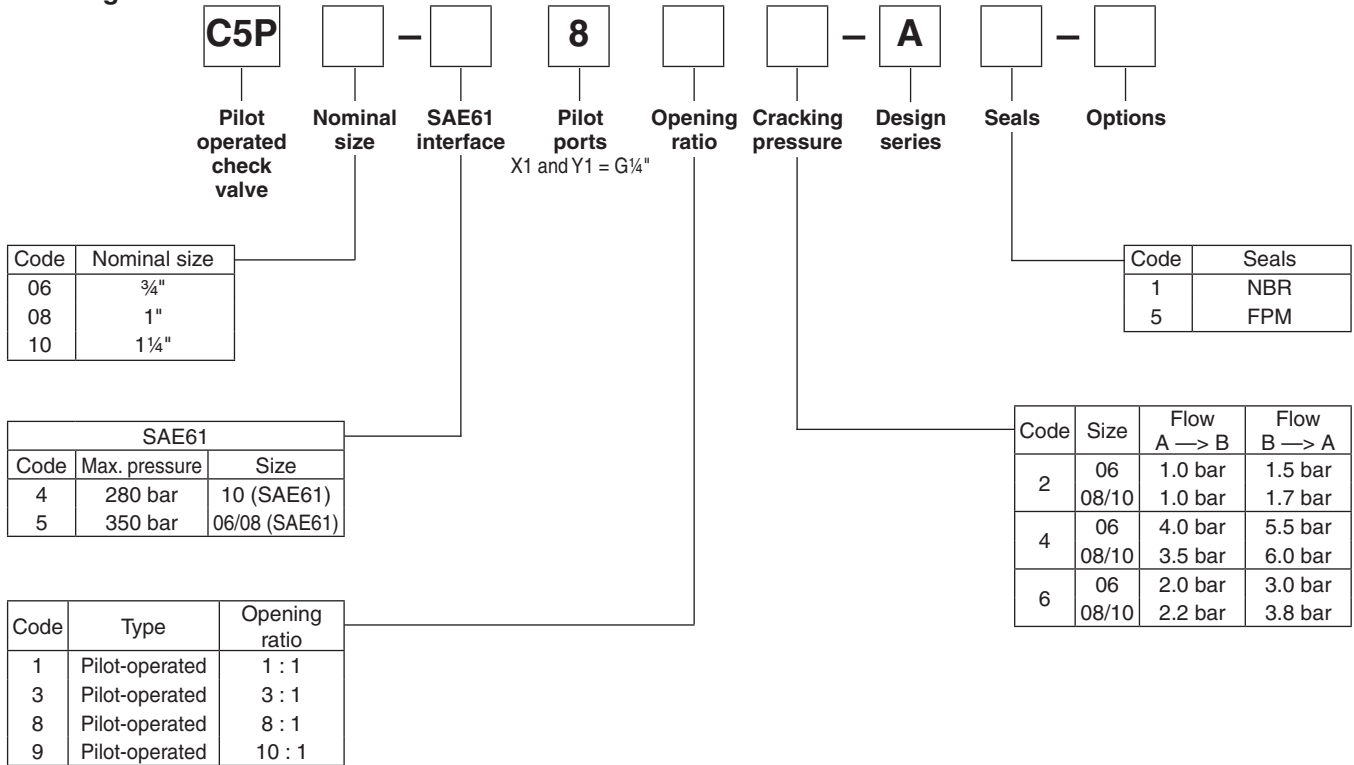 C5P – 8 – A –
Pilot operated check valve
Nominal size
SAE61 interface
Pilot ports
X1 and Y1 = G¼"
Opening ratio
Cracking pressure
Design series
Seals
Options
Code Nominal size
06 ¾"
08 1"
10 1¼"
SAE61
Code Max. pressure Size
4 280 bar 10 (SAE61)
5 350 bar 06/08 (SAE61)
Code Type Opening ratio
1 Pilot-operated 1 : 1
3 Pilot-operated 3 : 1
8 Pilot-operated 8 : 1
9 Pilot-operated 10 : 1
Code Seals
1 NBR
5 FPM
Code Size Flow A —> B Flow B —> A
2 06 1.0 bar 1.5 bar
08/10 1.0 bar 1.7 bar
4 06 4.0 bar 5.5 bar
08/10 3.5 bar 6.0 bar
6 06 2.0 bar 3.0 bar
08/10 2.2 bar 3.8 bar